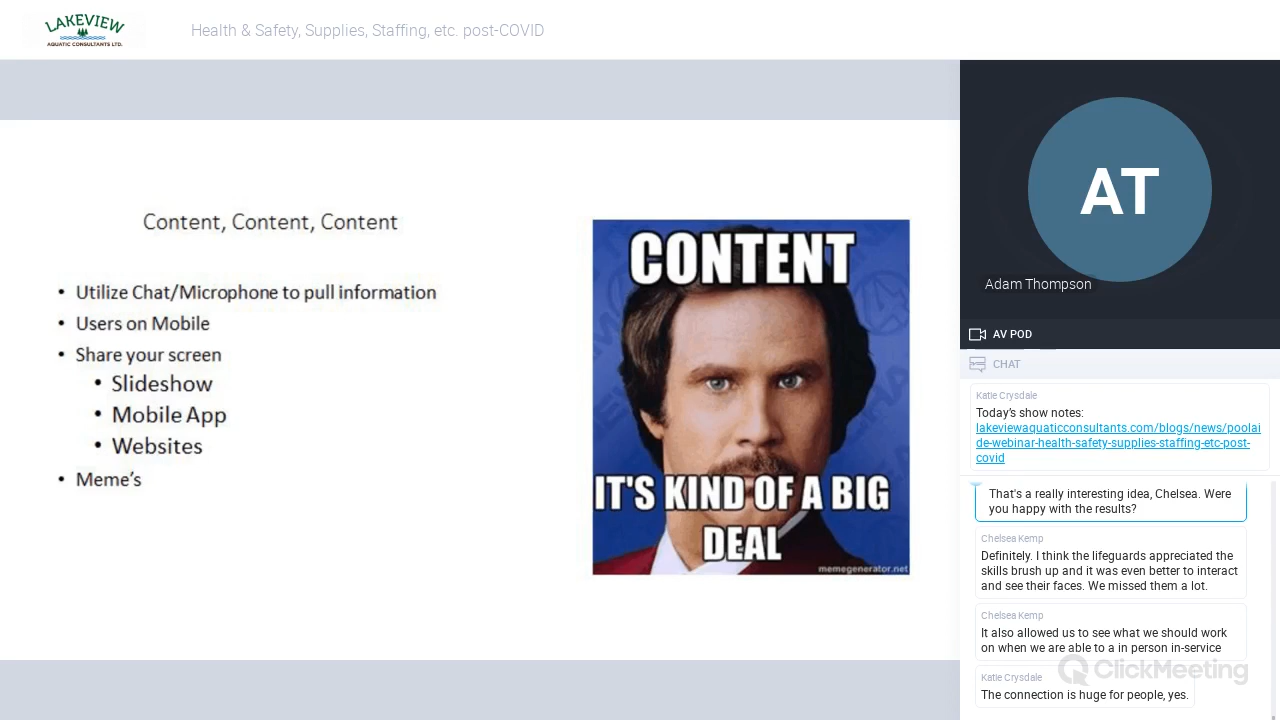 LAKEVIEW
AQUATIC CONSULTANTS LTD.
Health & Safety, Supplies, Staffing, etc. post-COVID
Content, Content, Content
• Utilize Chat/Microphone to pull information
• Users on Mobile
• Share your screen
• Slideshow
• Mobile App
• Websites
• Meme's
CONTENT
IT'S KIND OF A BIG
DEAL
memegenerator.net
AT
Adam Thompson
AV POD
CHAT
Katie Crysdale
Today's show notes:
lakeviewaquaticconsultants.com/blogs/news/poolai
de-webinar-health-safety-supplies-staffing-etc-post-
covid
That's a really interesting idea, Chelsea. Were
you happy with the results?
Chelsea Kemp
Definitely. I think the lifeguards appreciated the
skills brush up and it was even better to interact
and see their faces. We missed them a lot.
Chelsea Kemp
It also allowed us to see what we should work
on when we are able to a in person in-service
Katie Crysdale
The connection is huge for people, yes.
ClickMeeting